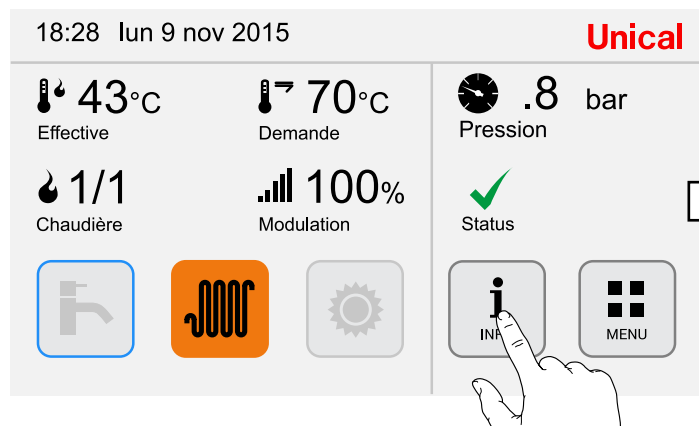 18:28 lun 9 nov 2015
Unical
43°C
Effective
70°C
Demande
.8 bar
Pression
1/1
Chaudière
100%
Modulation
Status
i
MENU